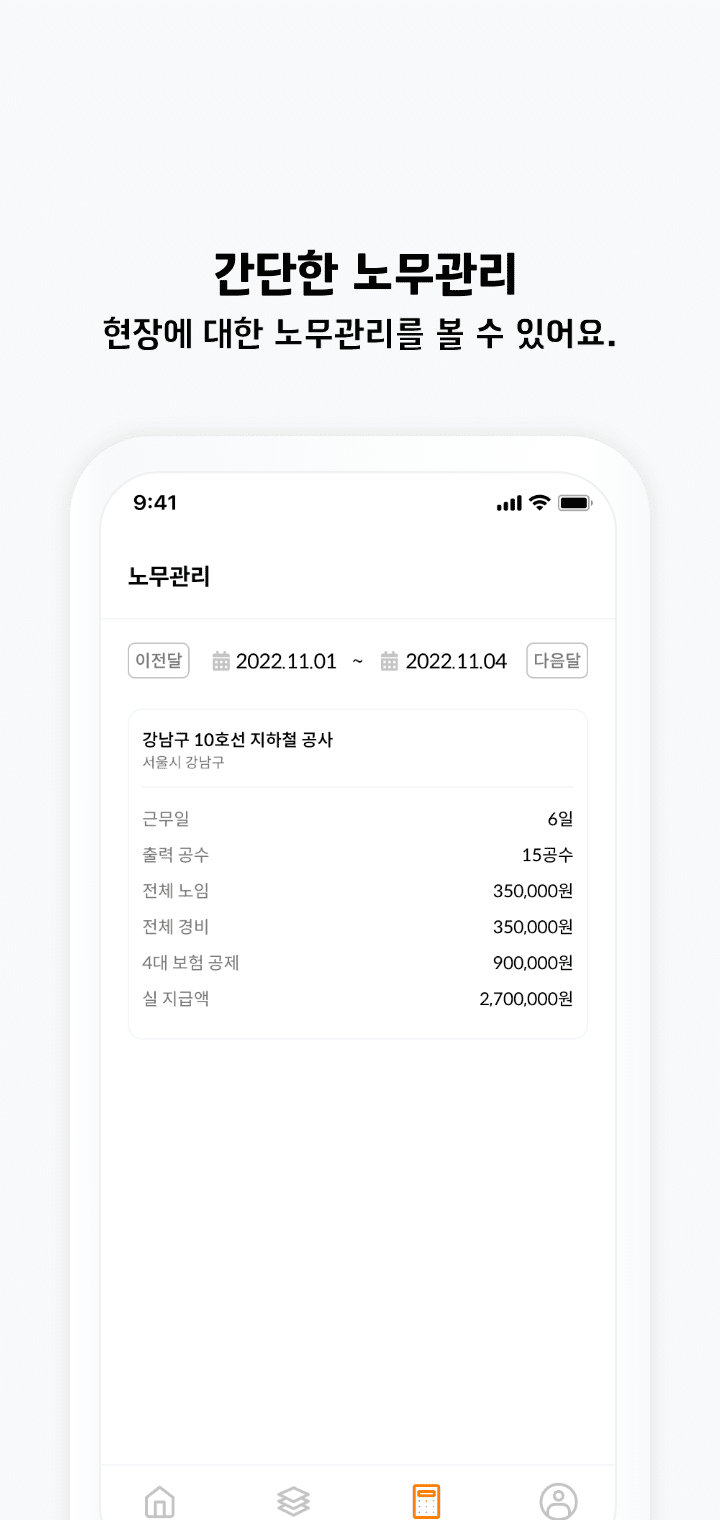 간단한 노무관리
현장에 대한 노무관리를 볼 수 있어요.
9:41
노무관리
이전달 2022.11.01 ~ 2022.11.04 다음달
강남구 10호선 지하철 공사
서울시 강남구
근무일 6일
출력 공수 15공수
전체 노임 350,000원
전체 경비 350,000원
4대 보험 공제 900,000원
실 지급액 2,700,000원